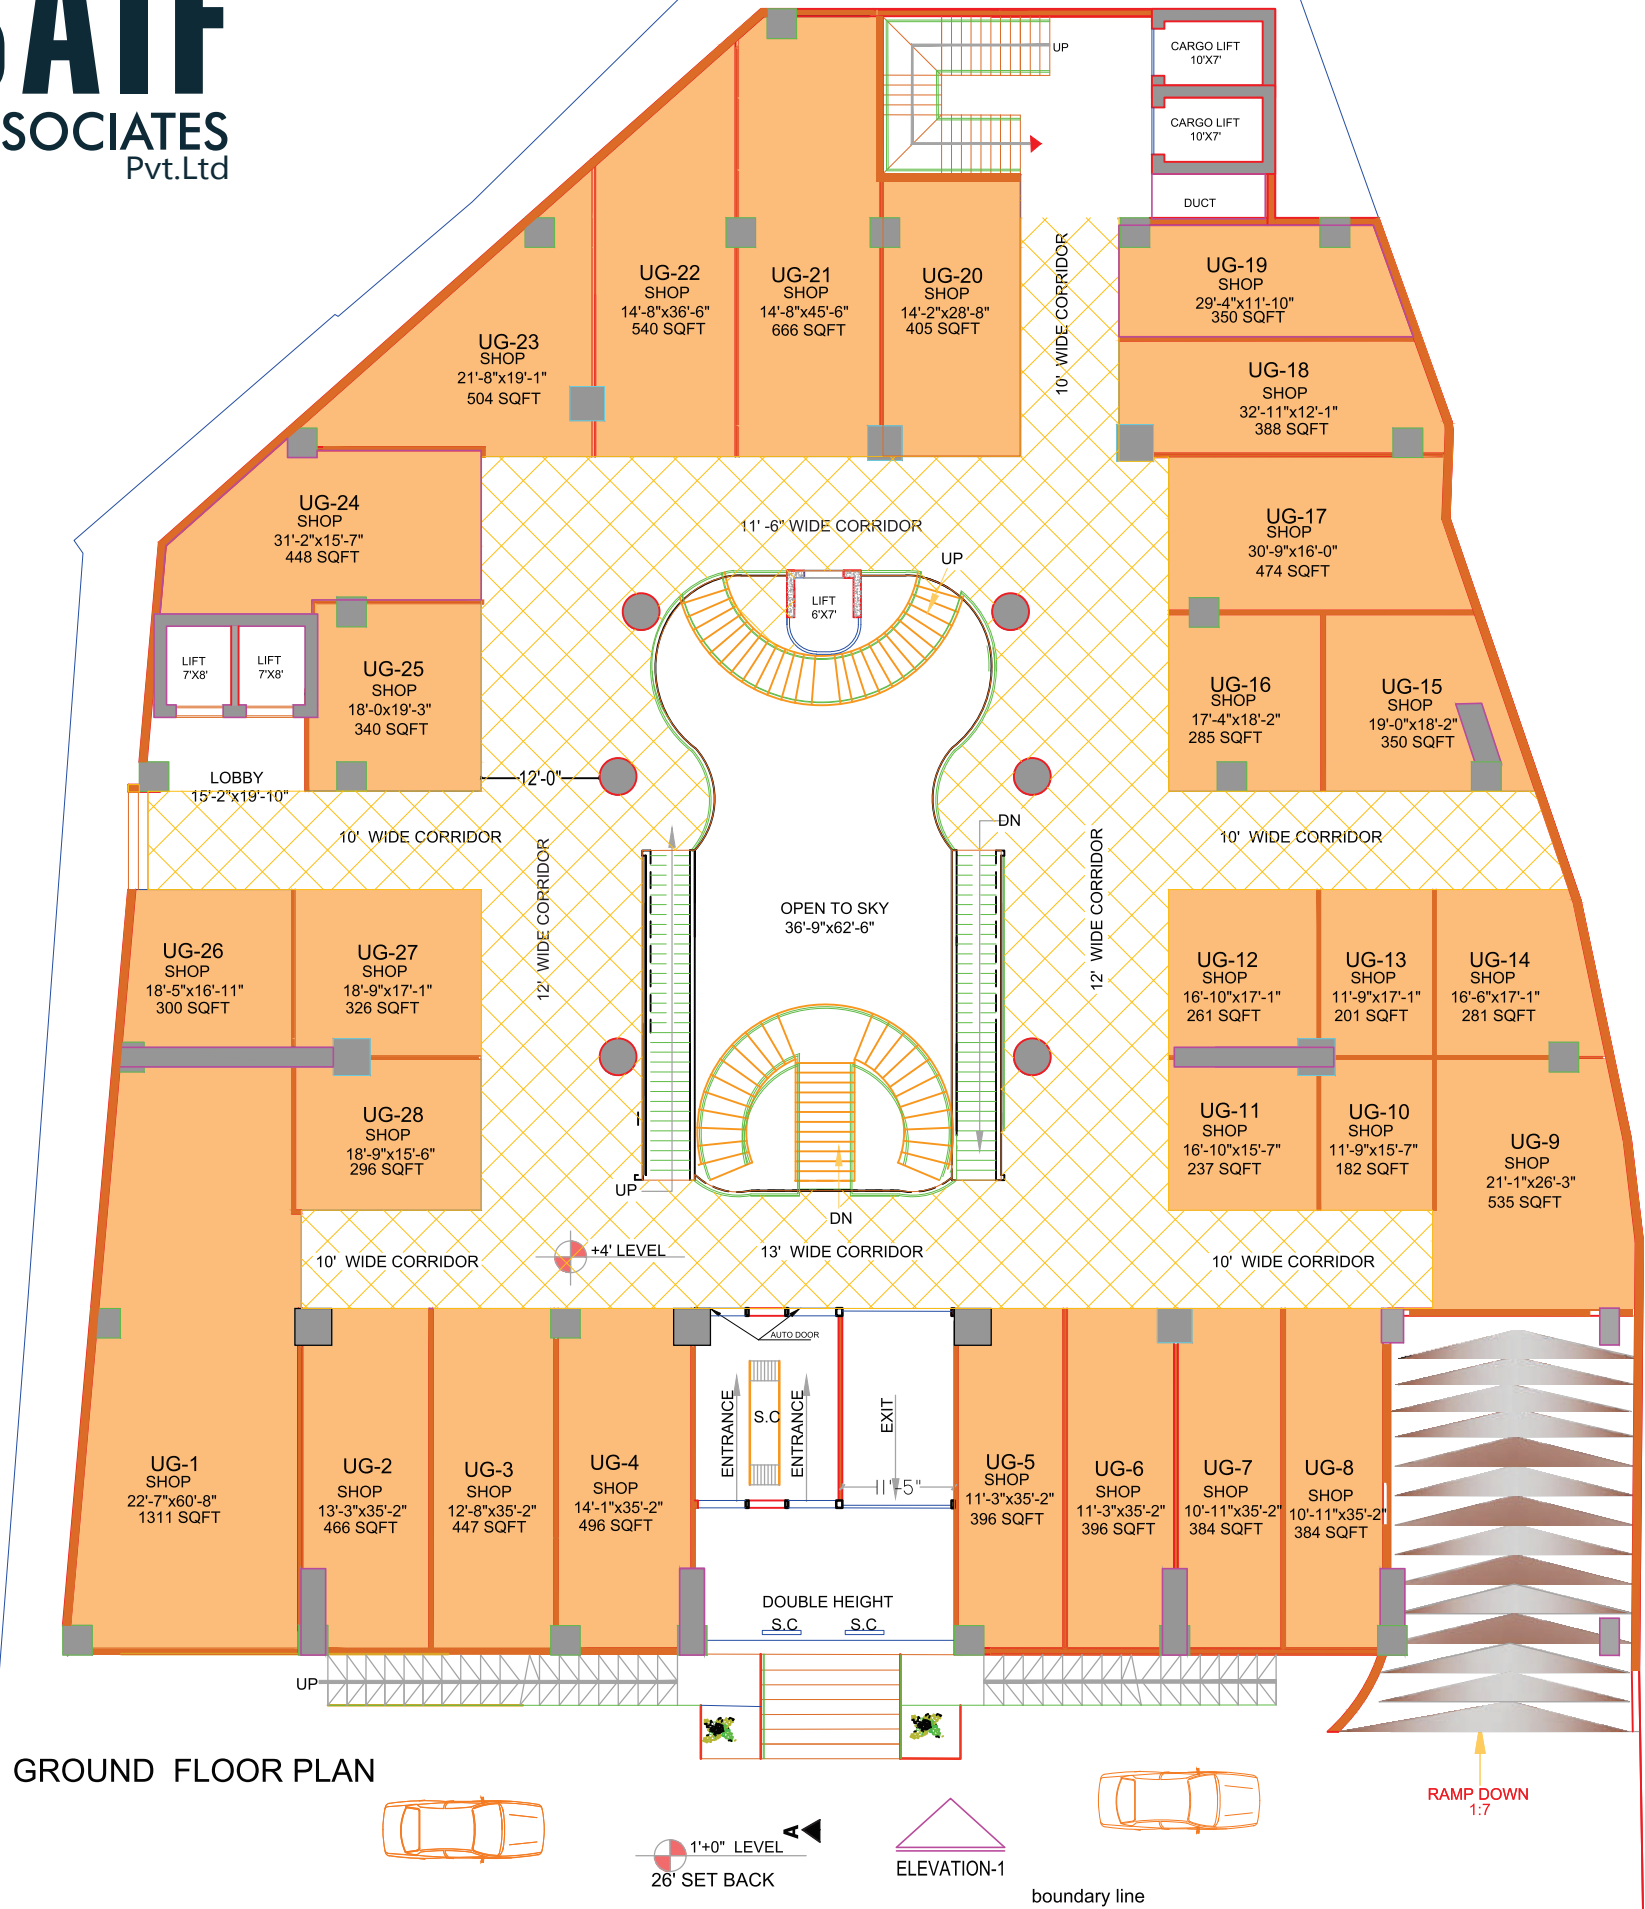 SOCIATES
Pvt.Ltd
UP
CARGO LIFT
10'X7'
CARGO LIFT
10'X7'
DUCT
10' WIDE CORRIDOR
UG-19
SHOP
29'-4"x11'-10"
350 SQFT
UG-22
SHOP
14'-8"x36'-6"
540 SQFT
UG-21
SHOP
14'-8"x45'-6"
666 SQFT
UG-20
SHOP
14'-2"x28'-8"
405 SQFT
UG-23
SHOP
21'-8"x19'-1"
504 SQFT
UG-18
SHOP
32'-11"x12'-1"
388 SQFT
UG-24
SHOP
31'-2"x15'-7"
448 SQFT
11' -6" WIDE CORRIDOR
UG-17
SHOP
30'-9"x16'-0"
474 SQFT
UP
LIFT
6'X7'
LIFT
7'X8'
LIFT
7'X8'
UG-25
SHOP
18'-0x19'-3"
340 SQFT
UG-16
SHOP
17'-4"x18'-2"
285 SQFT
UG-15
SHOP
19'-0"x18'-2"
350 SQFT
LOBBY
15'-2"x19'-10"
12'-0"
DN
10' WIDE CORRIDOR
10' WIDE CORRIDOR
12' WIDE CORRIDOR
12' WIDE CORRIDOR
OPEN TO SKY
36'-9"x62'-6"
UG-26
SHOP
18'-5"x16'-11"
300 SQFT
UG-27
SHOP
18'-9"x17'-1"
326 SQFT
UG-12
SHOP
16'-10"x17'-1"
261 SQFT
UG-13
SHOP
11'-9"x17'-1"
201 SQFT
UG-14
SHOP
16'-6"x17'-1"
281 SQFT
UG-28
SHOP
18'-9"x15'-6"
296 SQFT
UG-11
SHOP
16'-10"x15'-7"
237 SQFT
UG-10
SHOP
11'-9"x15'-7"
182 SQFT
UG-9
SHOP
21'-1"x26'-3"
535 SQFT
UP
DN
10' WIDE CORRIDOR
+4' LEVEL
13' WIDE CORRIDOR
10' WIDE CORRIDOR
AUTO DOOR
ENTRANCE
S.C
ENTRANCE
EXIT
11'-5"
UG-1
SHOP
22'-7"x60'-8"
1311 SQFT
UG-2
SHOP
13'-3"x35'-2"
466 SQFT
UG-3
SHOP
12'-8"x35'-2"
447 SQFT
UG-4
SHOP
14'-1"x35'-2"
496 SQFT
UG-5
SHOP
11'-3"x35'-2"
396 SQFT
UG-6
SHOP
11'-3"x35'-2"
396 SQFT
UG-7
SHOP
10'-11"x35'-2"
384 SQFT
UG-8
SHOP
10'-11"x35'-2"
384 SQFT
DOUBLE HEIGHT
S.C
S.C
UP
GROUND FLOOR PLAN
RAMP DOWN
1:7
A
1'+0" LEVEL
26' SET BACK
ELEVATION-1
boundary line